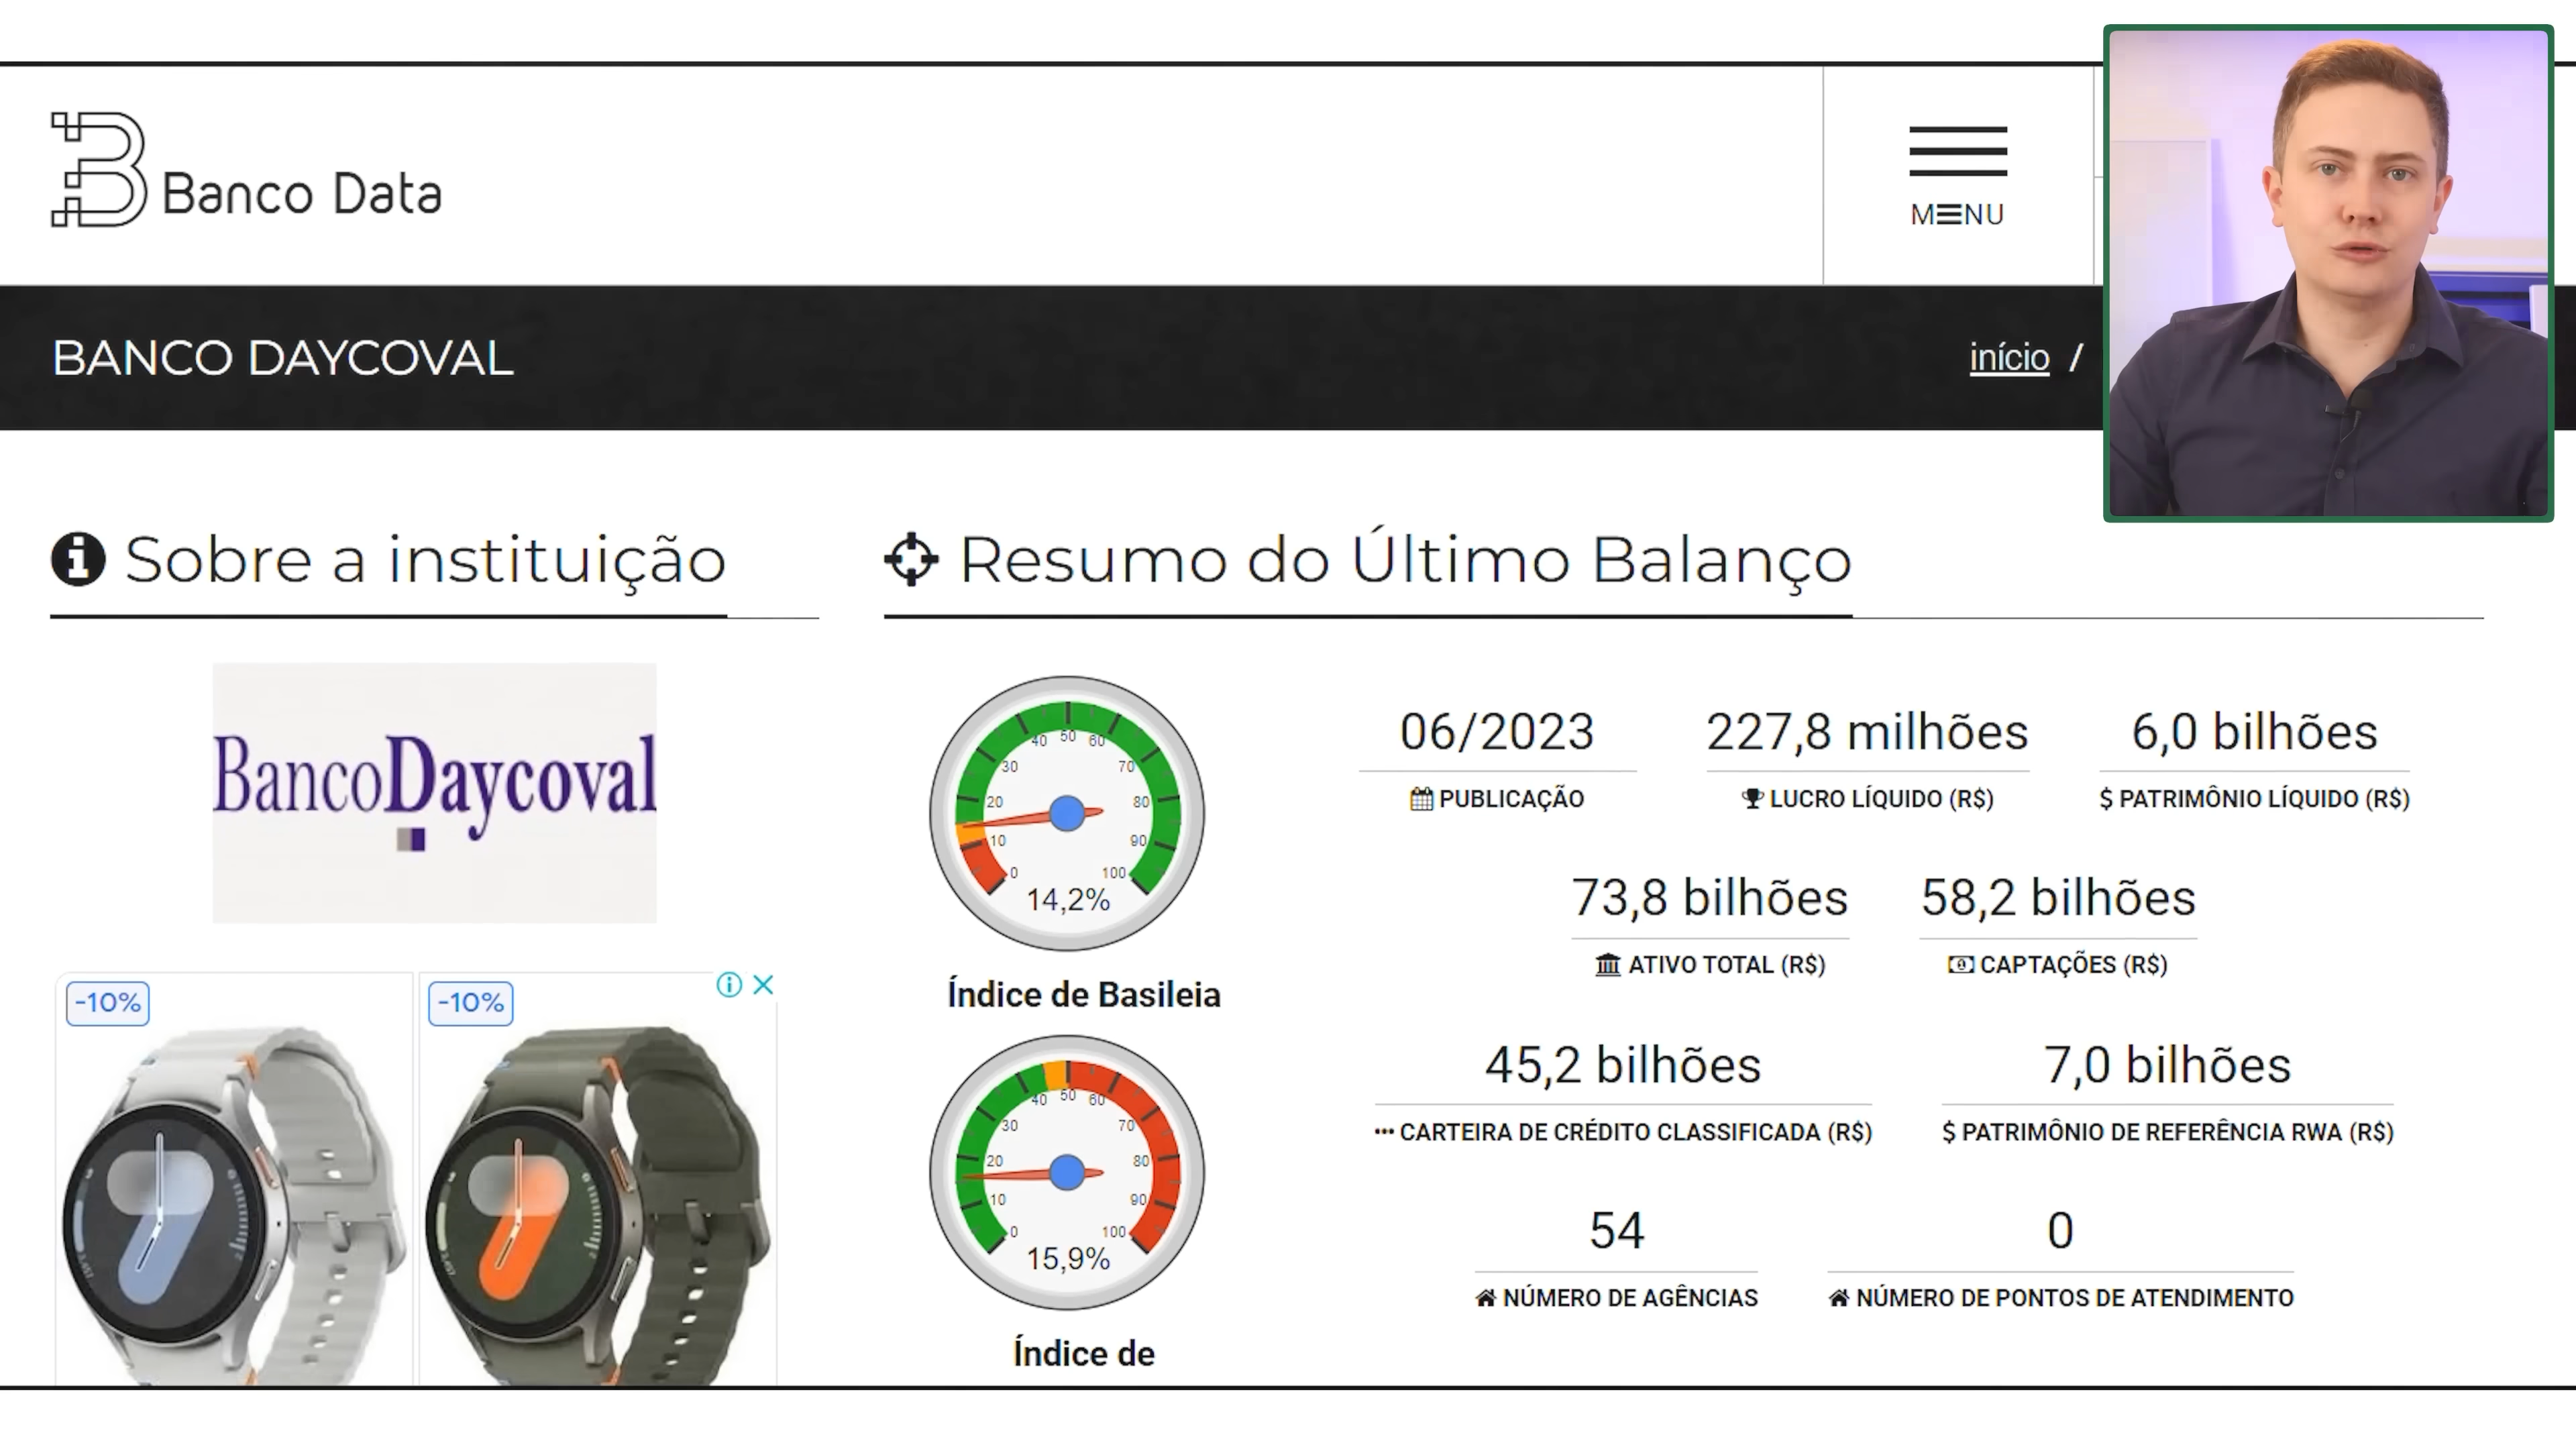 Banco Data
MENU
BANCO DAYCOVAL
início /
Sobre a instituição
Resumo do Último Balanço
BancoDaycoval
-10%
-10%
0
10
20
30
40
50
60
70
80
90
100
14,2%
Índice de Basileia
0
10
20
30
40
50
60
70
80
90
100
15,9%
Índice de
06/2023
PUBLICAÇÃO
227,8 milhões
LUCRO LÍQUIDO (R$)
6,0 bilhões
$ PATRIMÔNIO LÍQUIDO (R$)
73,8 bilhões
ATIVO TOTAL (R$)
58,2 bilhões
CAPTAÇÕES (R$)
45,2 bilhões
CARTEIRA DE CRÉDITO CLASSIFICADA (R$)
7,0 bilhões
$ PATRIMÔNIO DE REFERÊNCIA RWA (R$)
54
NÚMERO DE AGÊNCIAS
0
NÚMERO DE PONTOS DE ATENDIMENTO